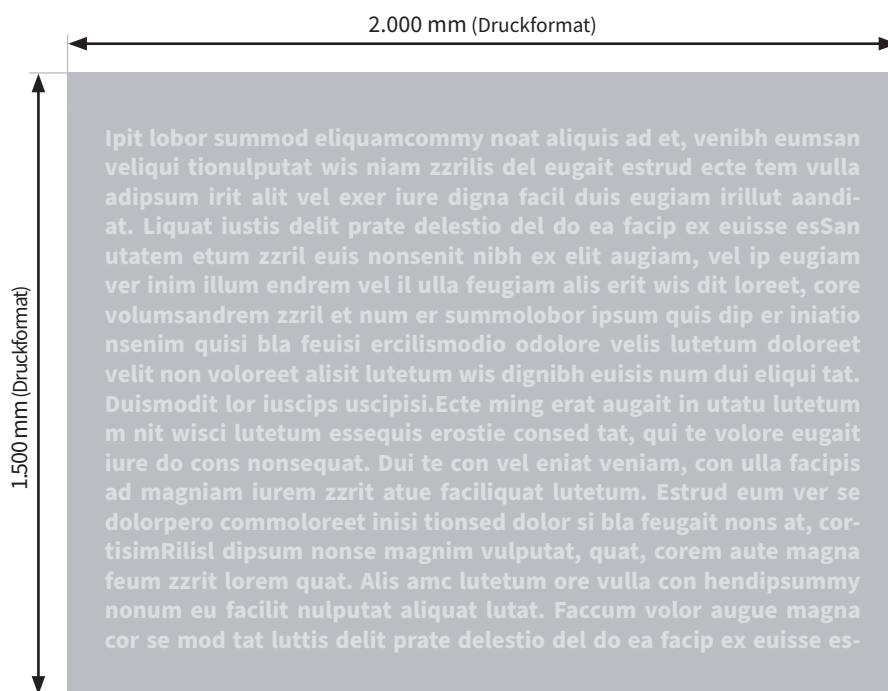 2.000 mm (Druckformat)
1.500 mm (Druckformat)
Ipit lobor summod eliquamcommy noat aliquis ad et, venibh eumsan
veliqui tionulputat wis niam zzrilis del eugait estrud ecte tem vulla
adipsum irit alit vel exer iure digna facil duis eugiam irillut aandi-
at. Liquat iustis delit prate delestio del do ea facip ex euisse esSan
utatem etum zzril euis nonsenit nibh ex elit augiam, vel ip eugiam
ver inim illum endrem vel il ulla feugiam alis erit wis dit loreet, core
volumsandrem zzril et num er summolobor ipsum quis dip er iniatio
nsenim quisi bla feuisi ercilismodio odolore velis lutetum doloreet
velit non voloreet alisit lutetum wis dignibh euisis num dui eliqui tat.
Duismodit lor iuscips uscipisi.Ecte ming erat augait in utatu lutetum
m nit wisci lutetum essequis erostie consed tat, qui te volore eugait
iure do cons nonsequat. Dui te con vel eniat veniam, con ulla facipis
ad magniam iurem zzrit atue faciliquat lutetum. Estrud eum ver se
dolorpero commoloreet inisi tionsed dolor si bla feugait nons at, cor-
tisimRilisl dipsum nonse magnim vulputat, quat, corem aute magna
feum zzrit lorem quat. Alis amc lutetum ore vulla con hendipsummy
nonum eu facilit nulputat aliquat lutat. Faccum volor augue magna
cor se mod tat luttis delit prate delestio del do ea facip ex euisse es-